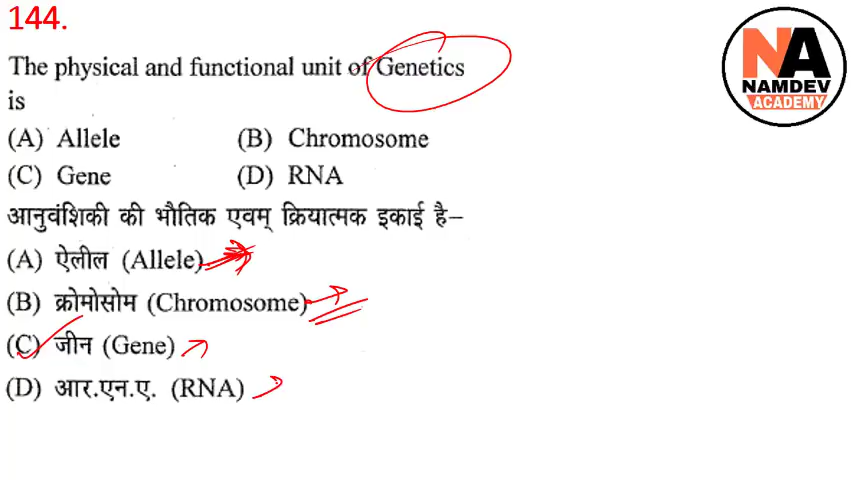 144.
The physical and functional unit of Genetics
is
(A) Allele (B) Chromosome
(C) Gene (D) RNA
आनुवंशिकी की भौतिक एवम् क्रियात्मक इकाई है–
(A) ऐलील (Allele)
(B) क्रोमोसोम (Chromosome)
(C) जीन (Gene)
(D) आर.एन.ए. (RNA)
NA
NAMDEV
ACADEMY